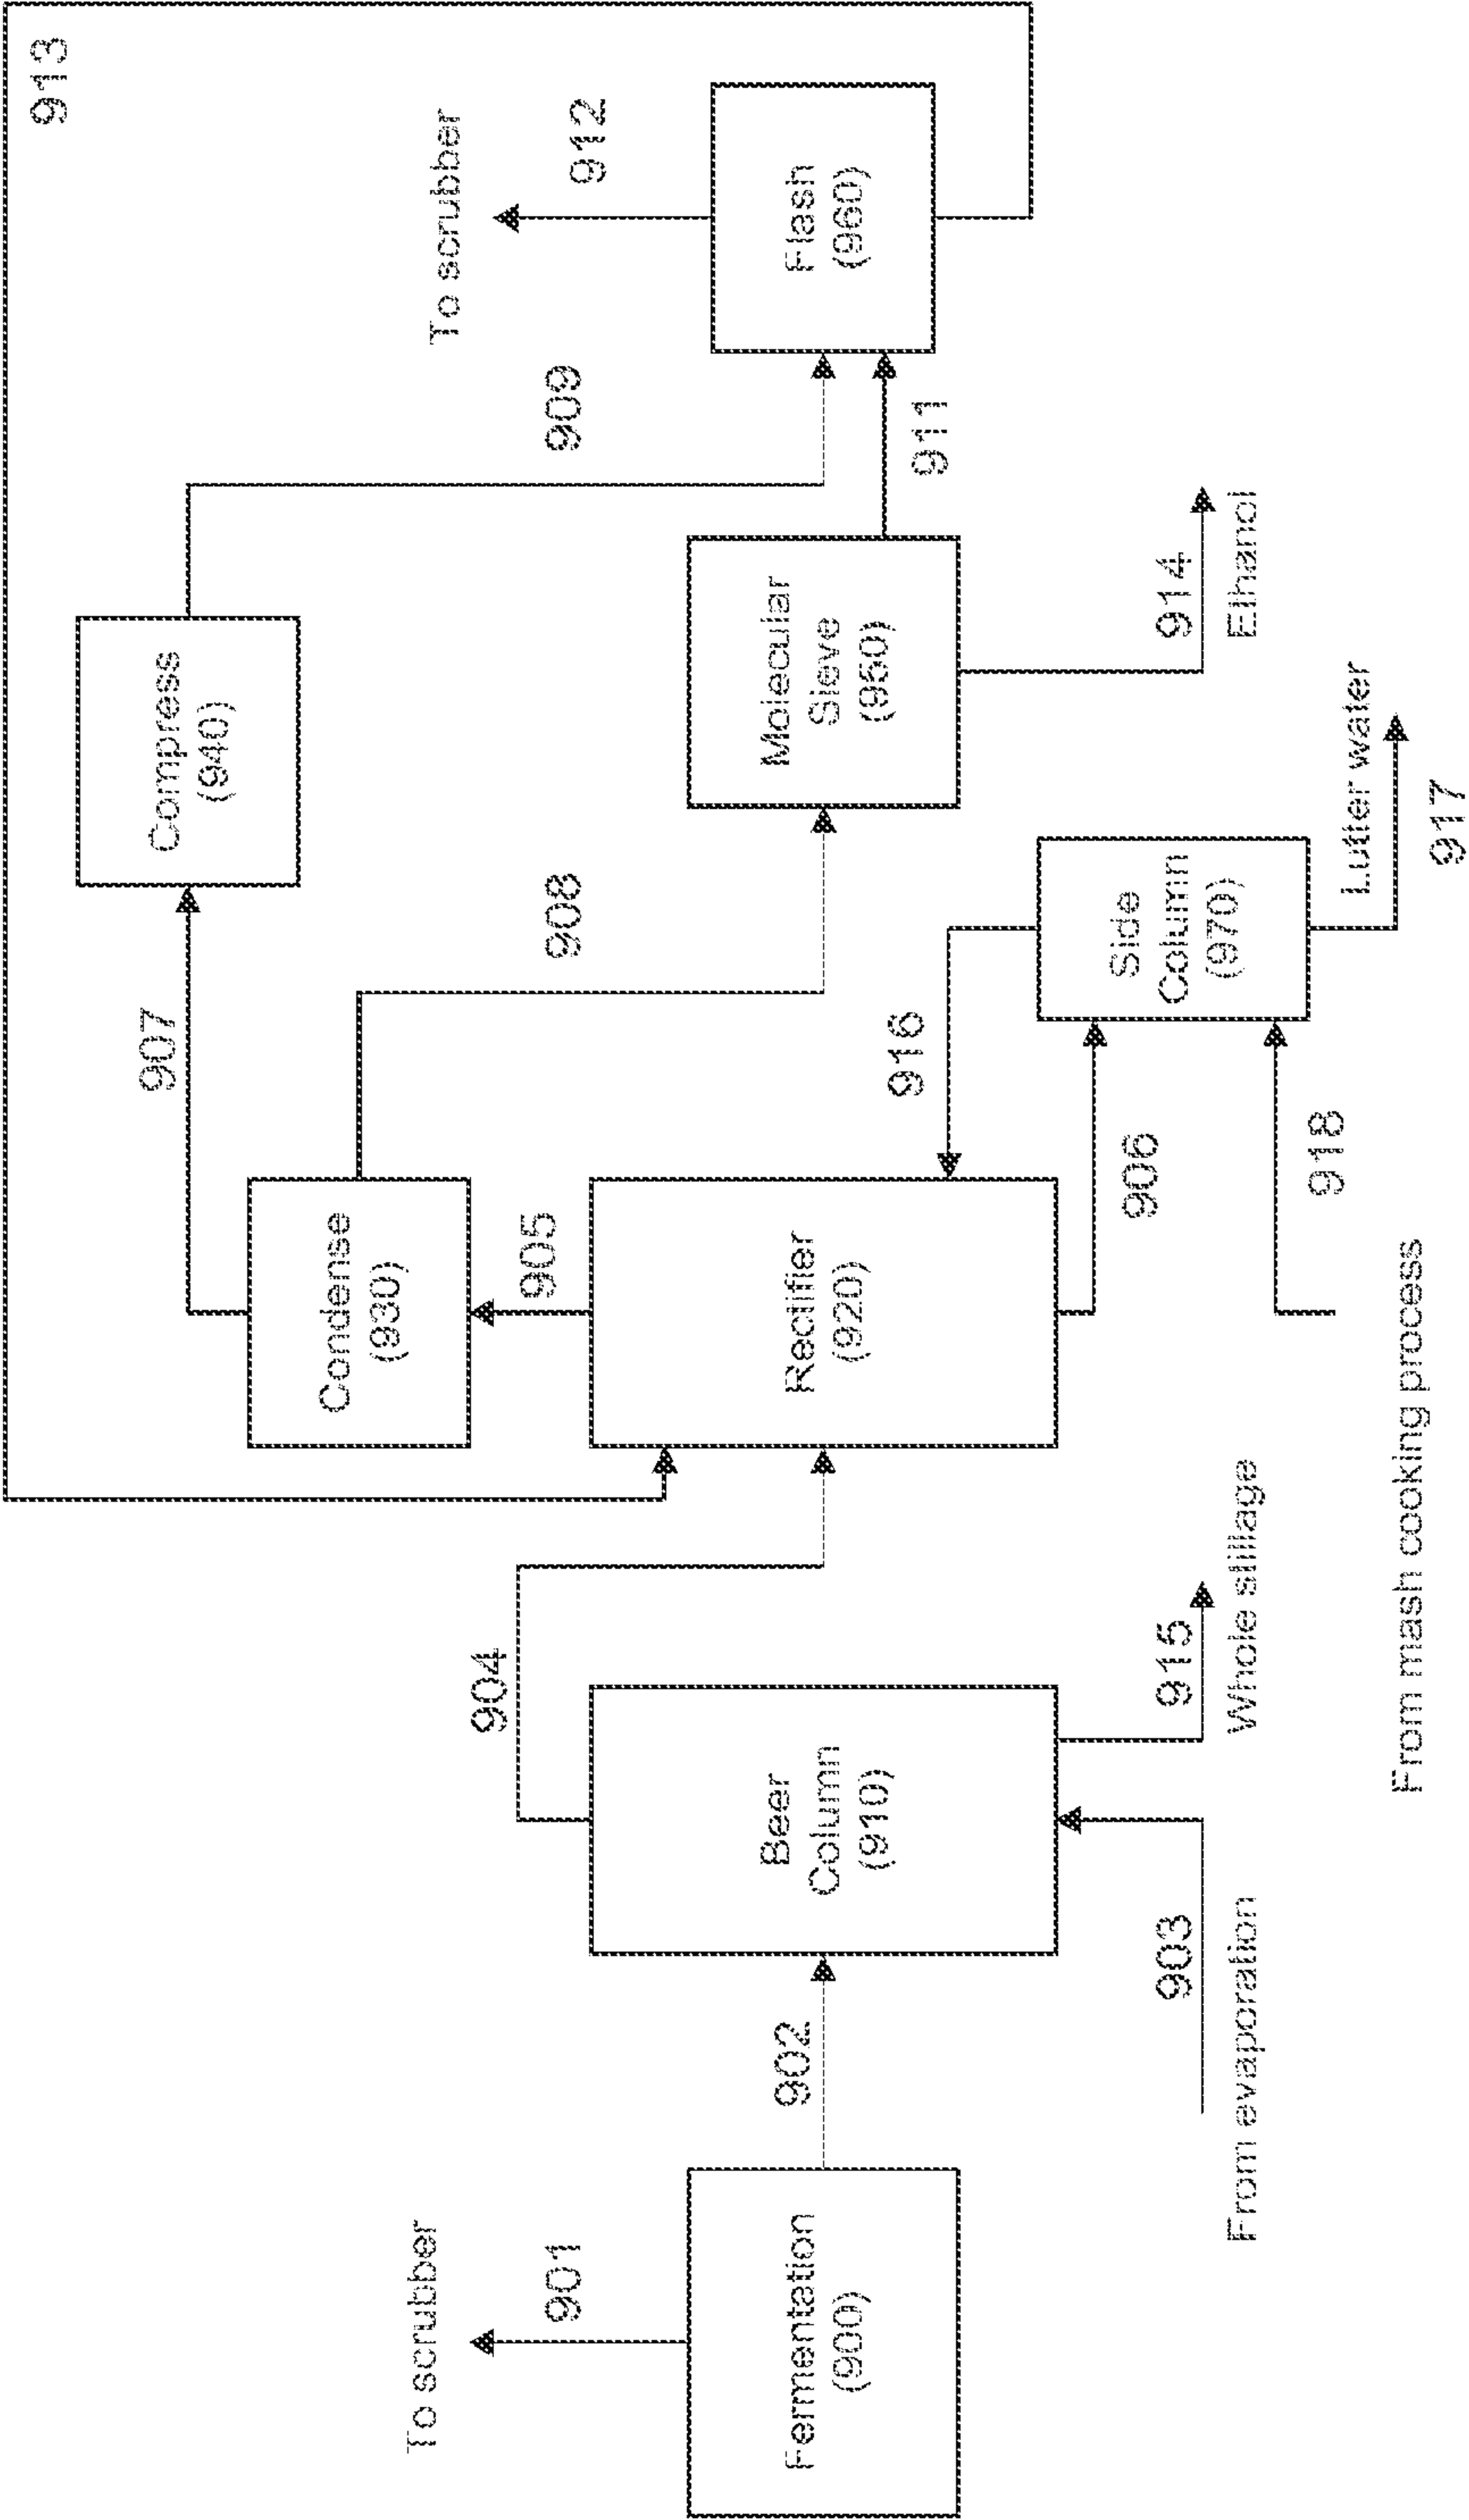 913
To scrubber
912
Flash
(960)
909
911
Compress
(940)
Molecular
Sieve
(950)
914
Ethanol
907
908
Side
Column
(970)
Lutter water
917
916
906
918
From mash cooking process
Condense
(930)
905
Rectifier
(920)
904
Beer
Column
(910)
915
Whole stillage
902
903
From evaporation
To scrubber
901
Fermentation
(900)